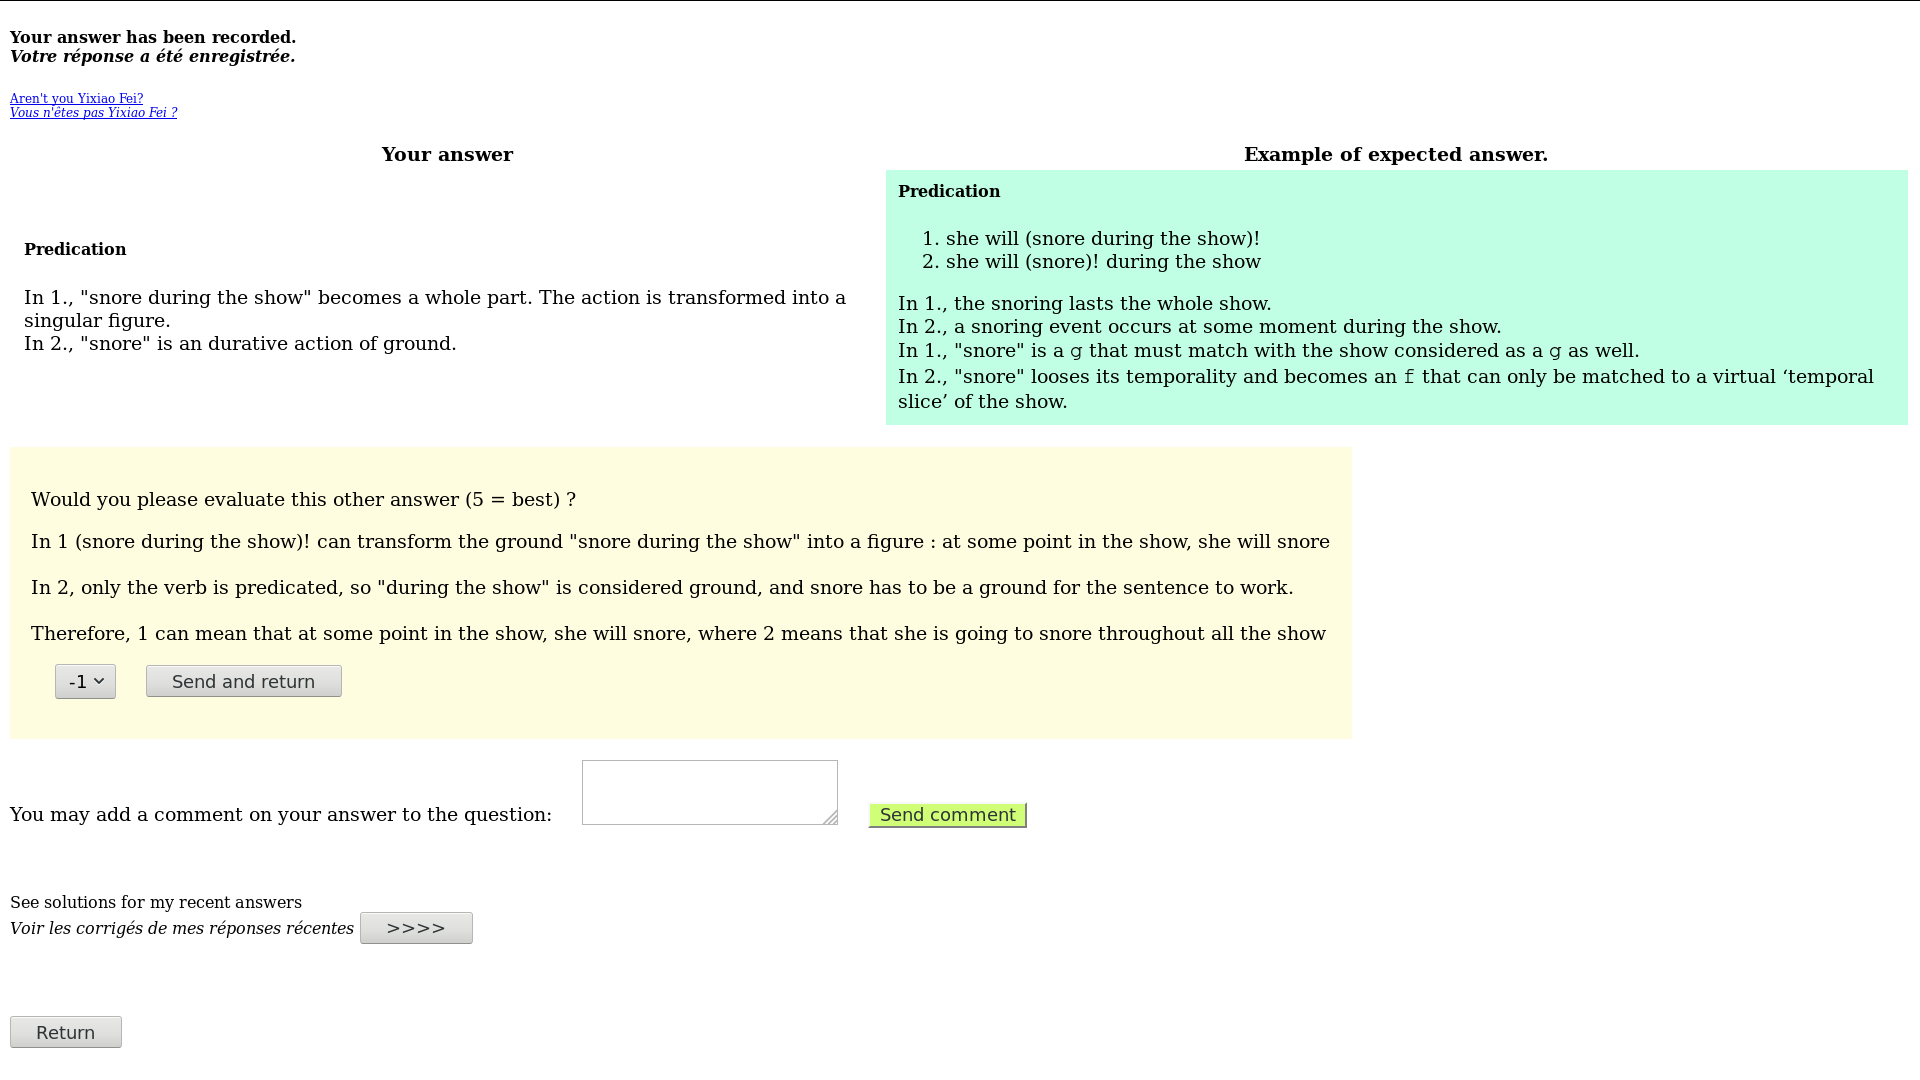 Your answer has been recorded.
Votre réponse a été enregistrée.
Aren't you Yixiao Fei?
Vous n'êtes pas Yixiao Fei ?
Your answer
Predication
In 1., "snore during the show" becomes a whole part. The action is transformed into a
singular figure.
In 2., "snore" is an durative action of ground.
Example of expected answer.
Predication
1. she will (snore during the show)!
2. she will (snore)! during the show
In 1., the snoring lasts the whole show.
In 2., a snoring event occurs at some moment during the show.
In 1., "snore" is a g that must match with the show considered as a g as well.
In 2., "snore" looses its temporality and becomes an f that can only be matched to a virtual ‘temporal
slice’ of the show.
Would you please evaluate this other answer (5 = best) ?
In 1 (snore during the show)! can transform the ground "snore during the show" into a figure : at some point in the show, she will snore
In 2, only the verb is predicated, so "during the show" is considered ground, and snore has to be a ground for the sentence to work.
Therefore, 1 can mean that at some point in the show, she will snore, where 2 means that she is going to snore throughout all the show
-1 Send and return
You may add a comment on your answer to the question: Send comment
See solutions for my recent answers
Voir les corrigés de mes réponses récentes >>>>
Return